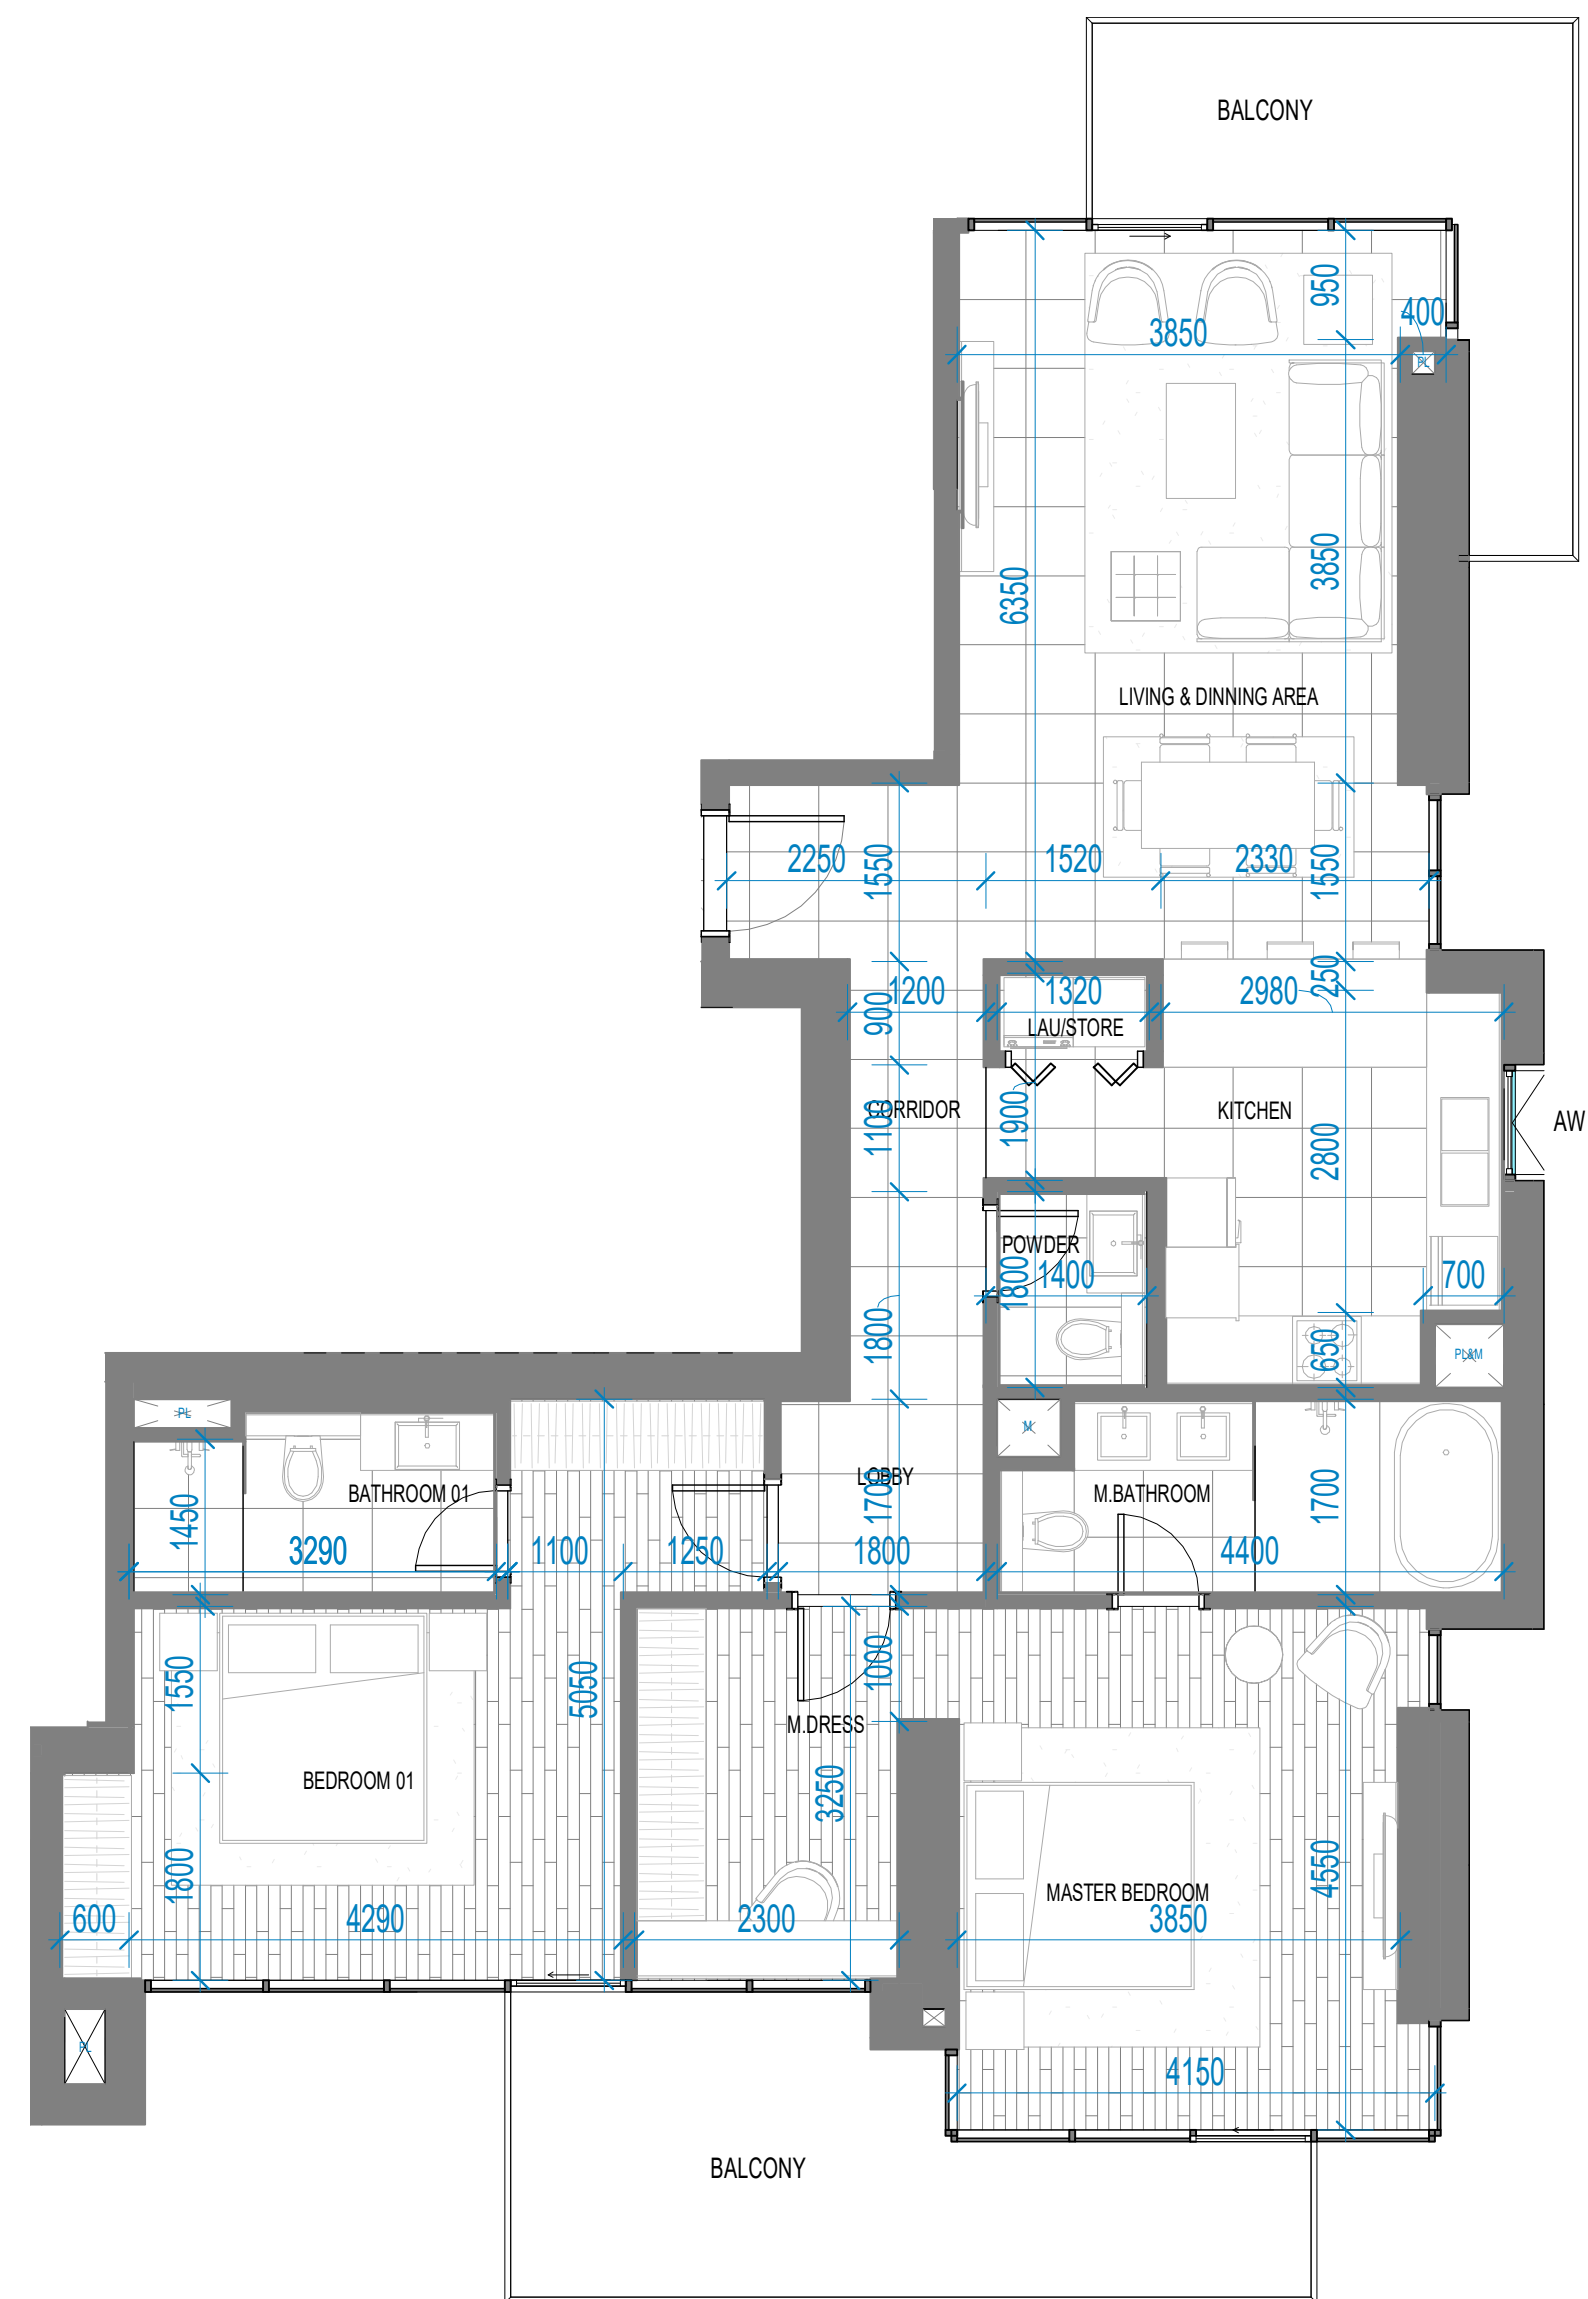 BALCONY
950
400
3850
PL
3850
6350
LIVING & DINNING AREA
2250
1550
1520
2330
1550
250
1200
1320
2980
900
LAU/STORE
CORRIDOR
1100
1900
KITCHEN
AW
2800
POWDER
1800
1400
700
1800
650
PL&M
PL
M
LOBBY
1700
BATHROOM 01
M.BATHROOM
1700
1450
3290
1100
1250
1800
4400
1550
5050
1000
M.DRESS
BEDROOM 01
3250
1800
4550
MASTER BEDROOM
600
4290
2300
3850
PL
4150
BALCONY